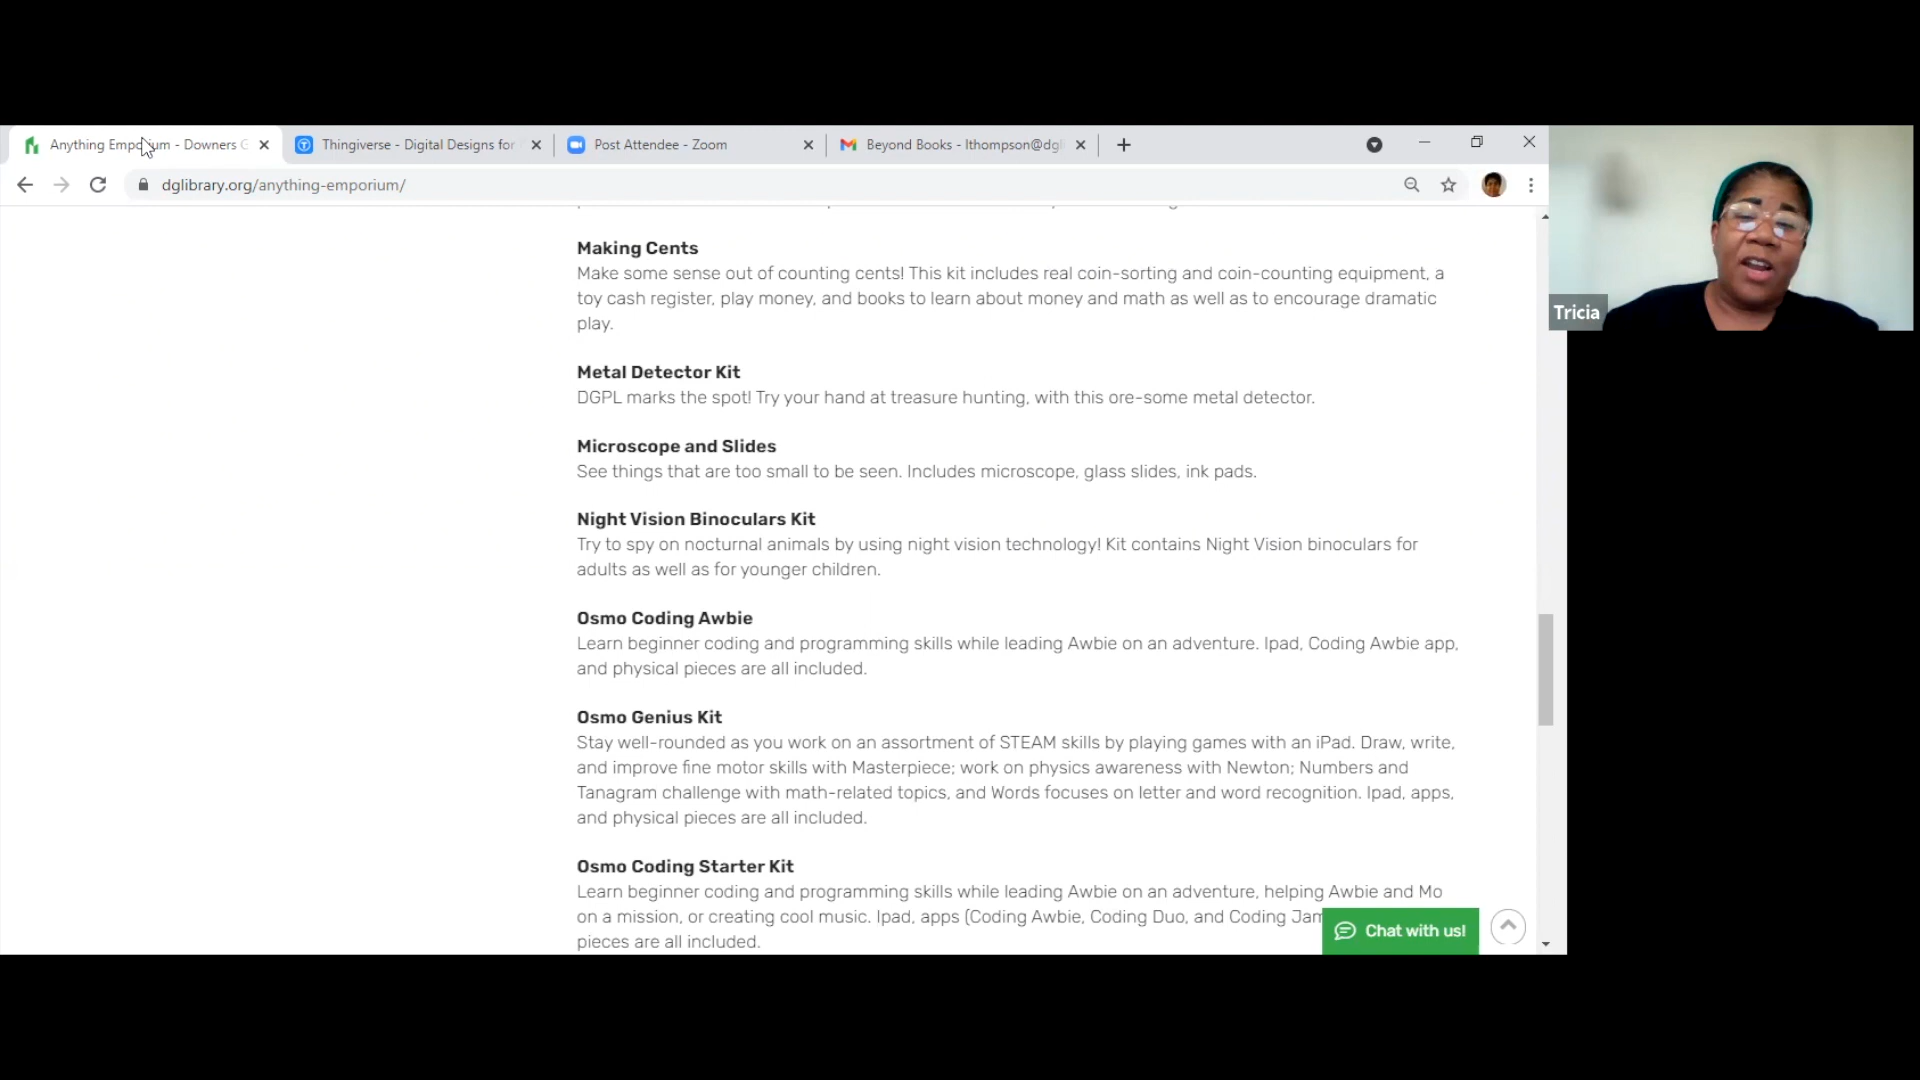 Anything Emporium - Downers G
Thingiverse - Digital Designs for
Post Attendee - Zoom
Beyond Books - lthompson@dgl
dglibrary.org/anything-emporium/
Making Cents
Make some sense out of counting cents! This kit includes real coin-sorting and coin-counting equipment, a
toy cash register, play money, and books to learn about money and math as well as to encourage dramatic
play.
Metal Detector Kit
DGPL marks the spot! Try your hand at treasure hunting, with this ore-some metal detector.
Microscope and Slides
See things that are too small to be seen. Includes microscope, glass slides, ink pads.
Night Vision Binoculars Kit
Try to spy on nocturnal animals by using night vision technology! Kit contains Night Vision binoculars for
adults as well as for younger children.
Osmo Coding Awbie
Learn beginner coding and programming skills while leading Awbie on an adventure. Ipad, Coding Awbie app,
and physical pieces are all included.
Osmo Genius Kit
Stay well-rounded as you work on an assortment of STEAM skills by playing games with an iPad. Draw, write,
and improve fine motor skills with Masterpiece; work on physics awareness with Newton; Numbers and
Tanagram challenge with math-related topics, and Words focuses on letter and word recognition. Ipad, apps,
and physical pieces are all included.
Osmo Coding Starter Kit
Learn beginner coding and programming skills while leading Awbie on an adventure, helping Awbie and Mo
on a mission, or creating cool music. Ipad, apps (Coding Awbie, Coding Duo, and Coding Jam
pieces are all included.
Chat with us!
Tricia